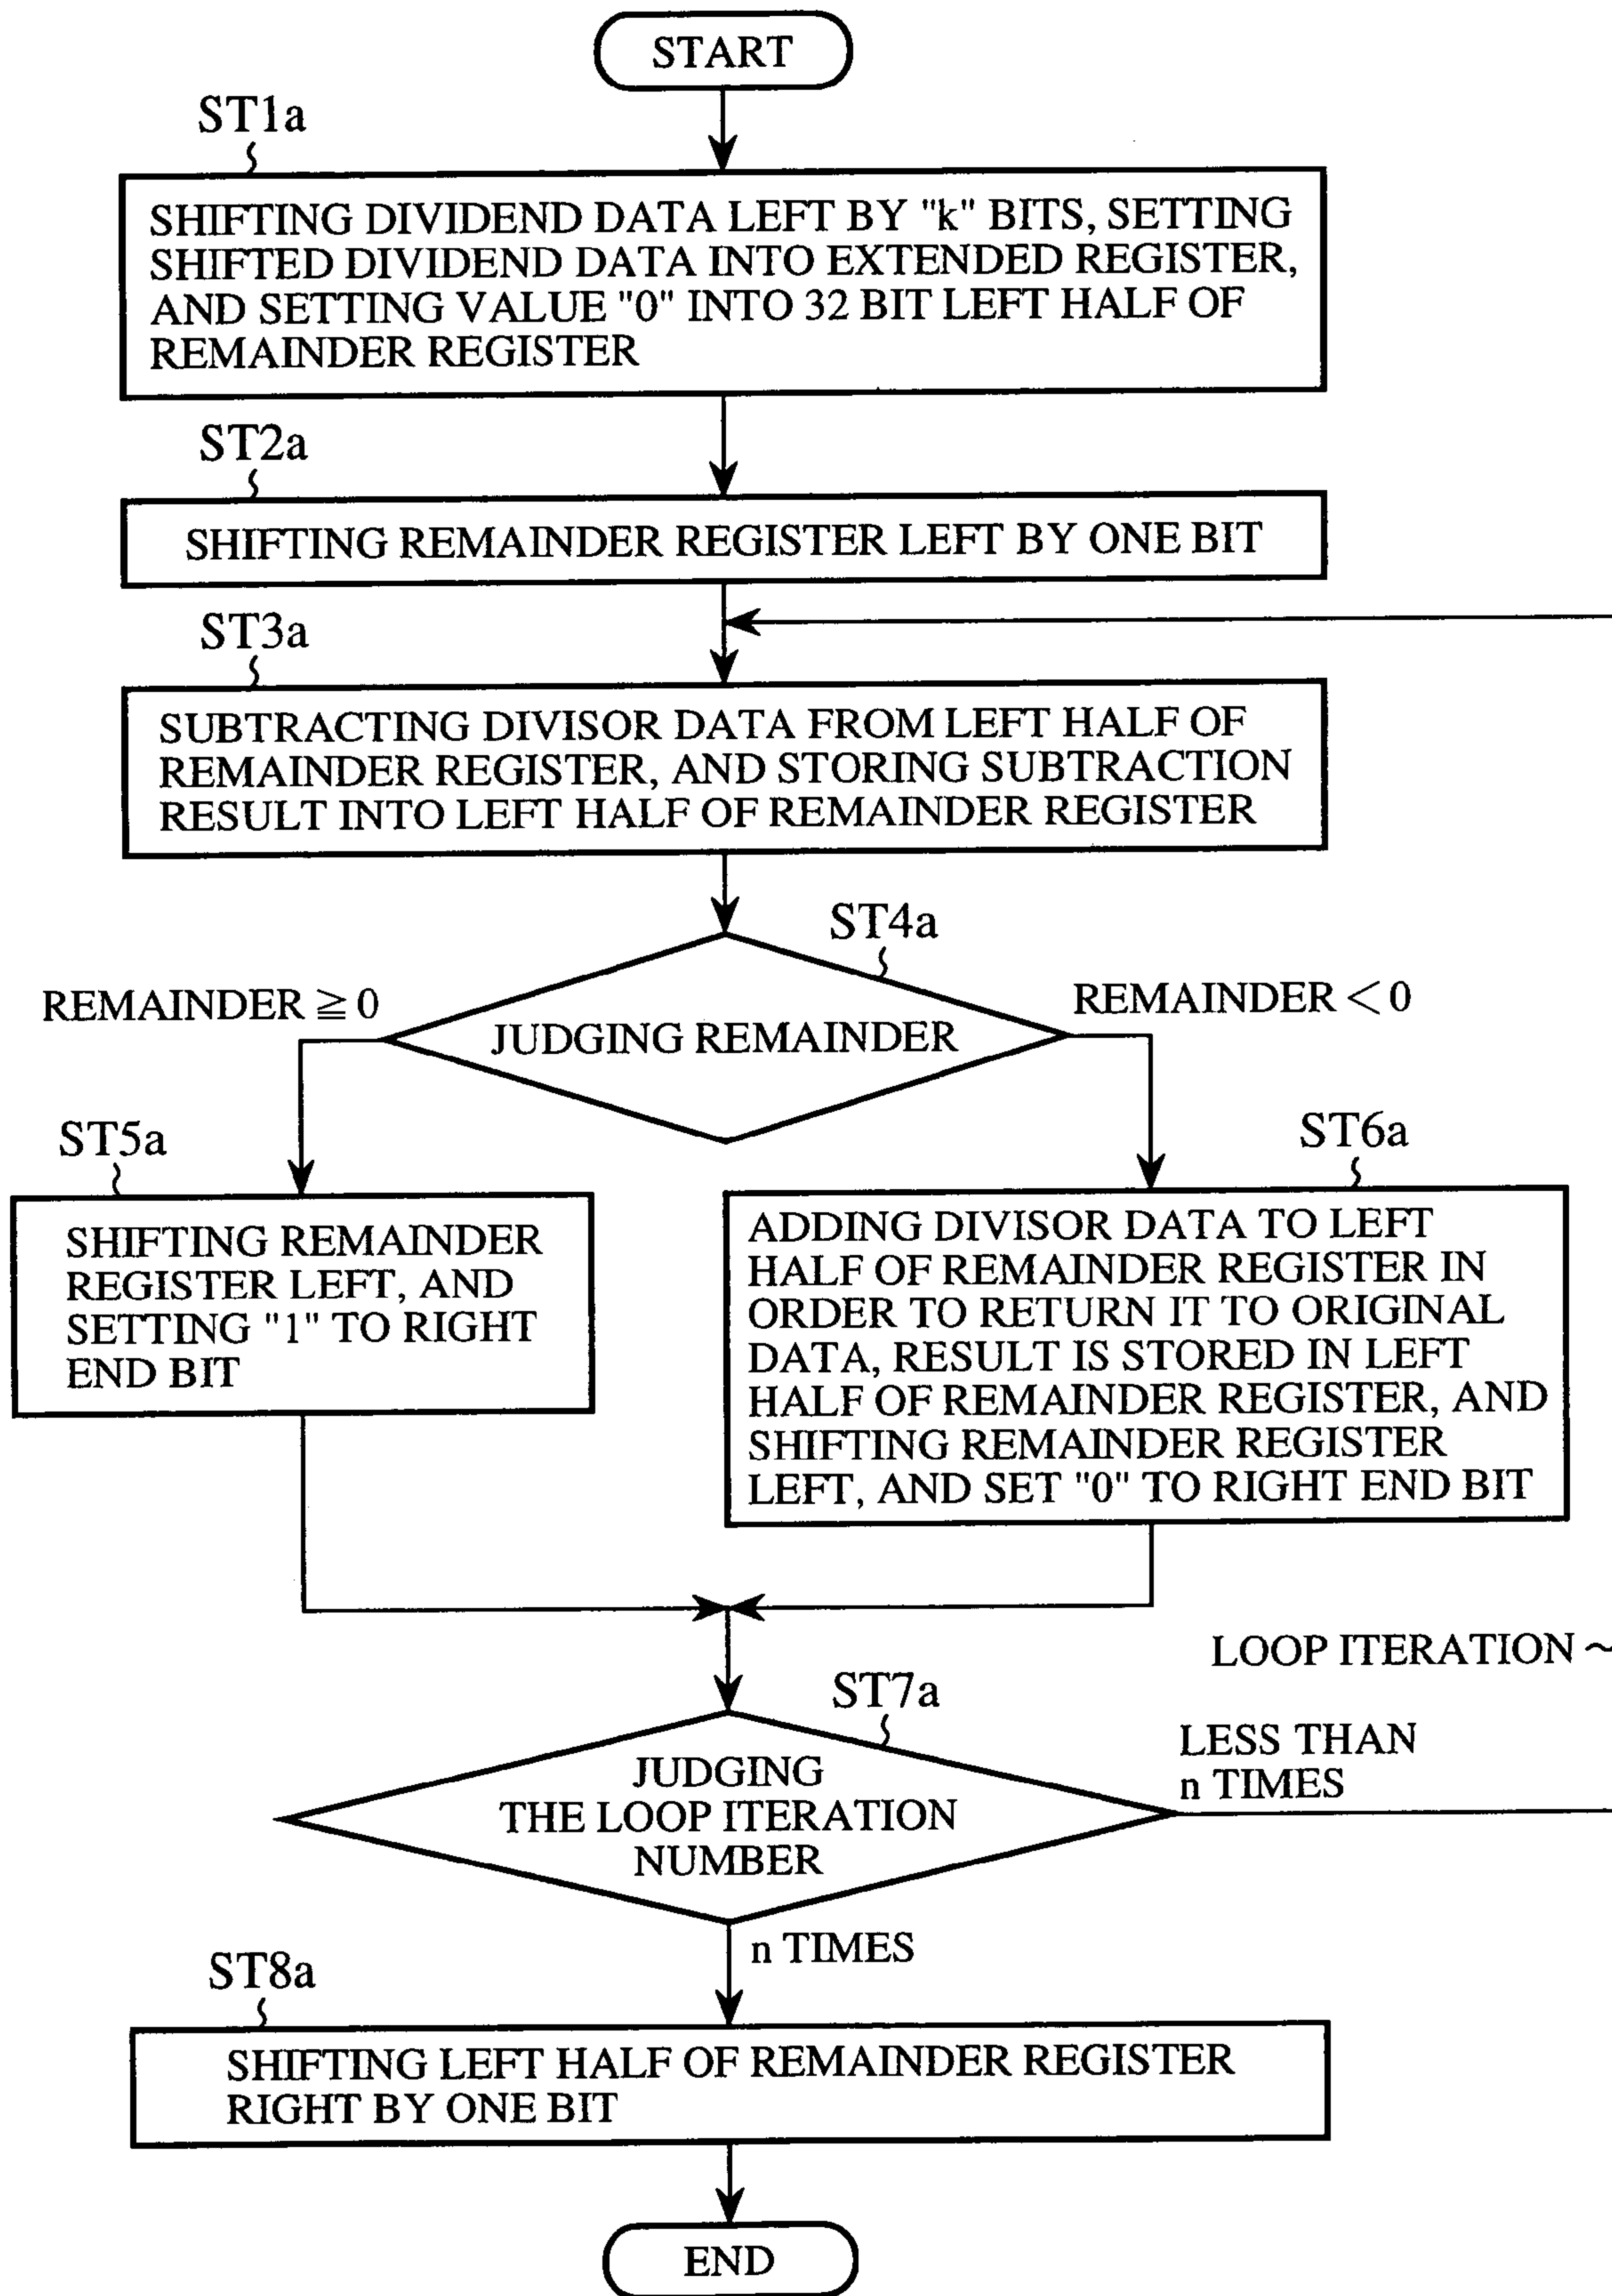 START
ST1a
SHIFTING DIVIDEND DATA LEFT BY "k" BITS, SETTING
SHIFTED DIVIDEND DATA INTO EXTENDED REGISTER,
AND SETTING VALUE "0" INTO 32 BIT LEFT HALF OF
REMAINDER REGISTER
ST2a
SHIFTING REMAINDER REGISTER LEFT BY ONE BIT
ST3a
SUBTRACTING DIVISOR DATA FROM LEFT HALF OF
REMAINDER REGISTER, AND STORING SUBTRACTION
RESULT INTO LEFT HALF OF REMAINDER REGISTER
ST4a
REMAINDER ≧ 0
REMAINDER < 0
JUDGING REMAINDER
ST5a
SHIFTING REMAINDER
REGISTER LEFT, AND
SETTING "1" TO RIGHT
END BIT
ST6a
ADDING DIVISOR DATA TO LEFT
HALF OF REMAINDER REGISTER IN
ORDER TO RETURN IT TO ORIGINAL
DATA, RESULT IS STORED IN LEFT
HALF OF REMAINDER REGISTER, AND
SHIFTING REMAINDER REGISTER
LEFT, AND SET "0" TO RIGHT END BIT
LOOP ITERATION
ST7a
LESS THAN
n TIMES
JUDGING
THE LOOP ITERATION
NUMBER
n TIMES
ST8a
SHIFTING LEFT HALF OF REMAINDER REGISTER
RIGHT BY ONE BIT
END